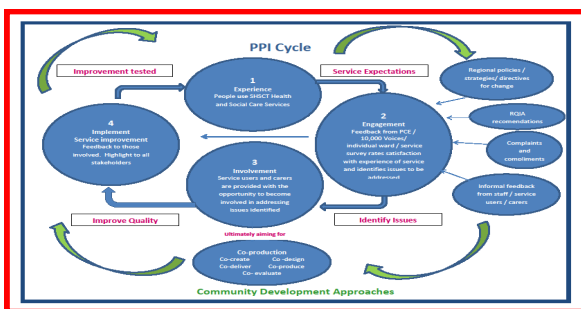 PPI Cycle
Improvement tested
Service Expectations
1
Experience
People use SHSCT Health
and Social Care Services
Regional policies /
strategies/ directives
for change
RQIA
recomendations
Complaints
and
compliments
Informal feedback
from staff / service
users / carers
2
Engagement
Feedback from PCE /
10,000 Voices/
individual ward / service
survey rates satisfaction
with experience of service
and identifies issues to be
addressed
4
Implement
Service improvement
Feedback to those
involved. Highlight to all
stakeholders
3
Involvement
Service users and carers
are provided with the
opportunity to become
involved in addressing
issues identified
Improve Quality
Identify Issues
Ultimately aiming for
Co-production
Co-create Co -design
Co-deliver Co-produce
Co- evaluate
Community Development Approaches